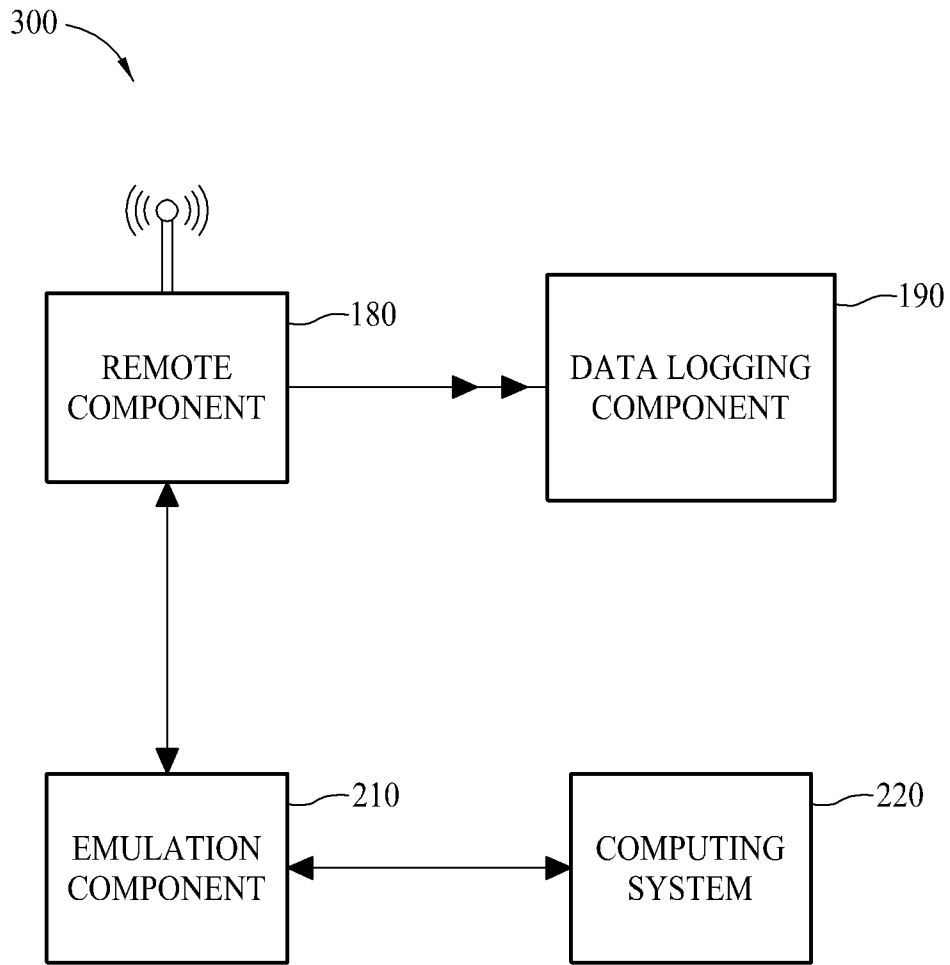 300
180
190
REMOTE
COMPONENT
DATA LOGGING
COMPONENT
210
220
EMULATION
COMPONENT
COMPUTING
SYSTEM